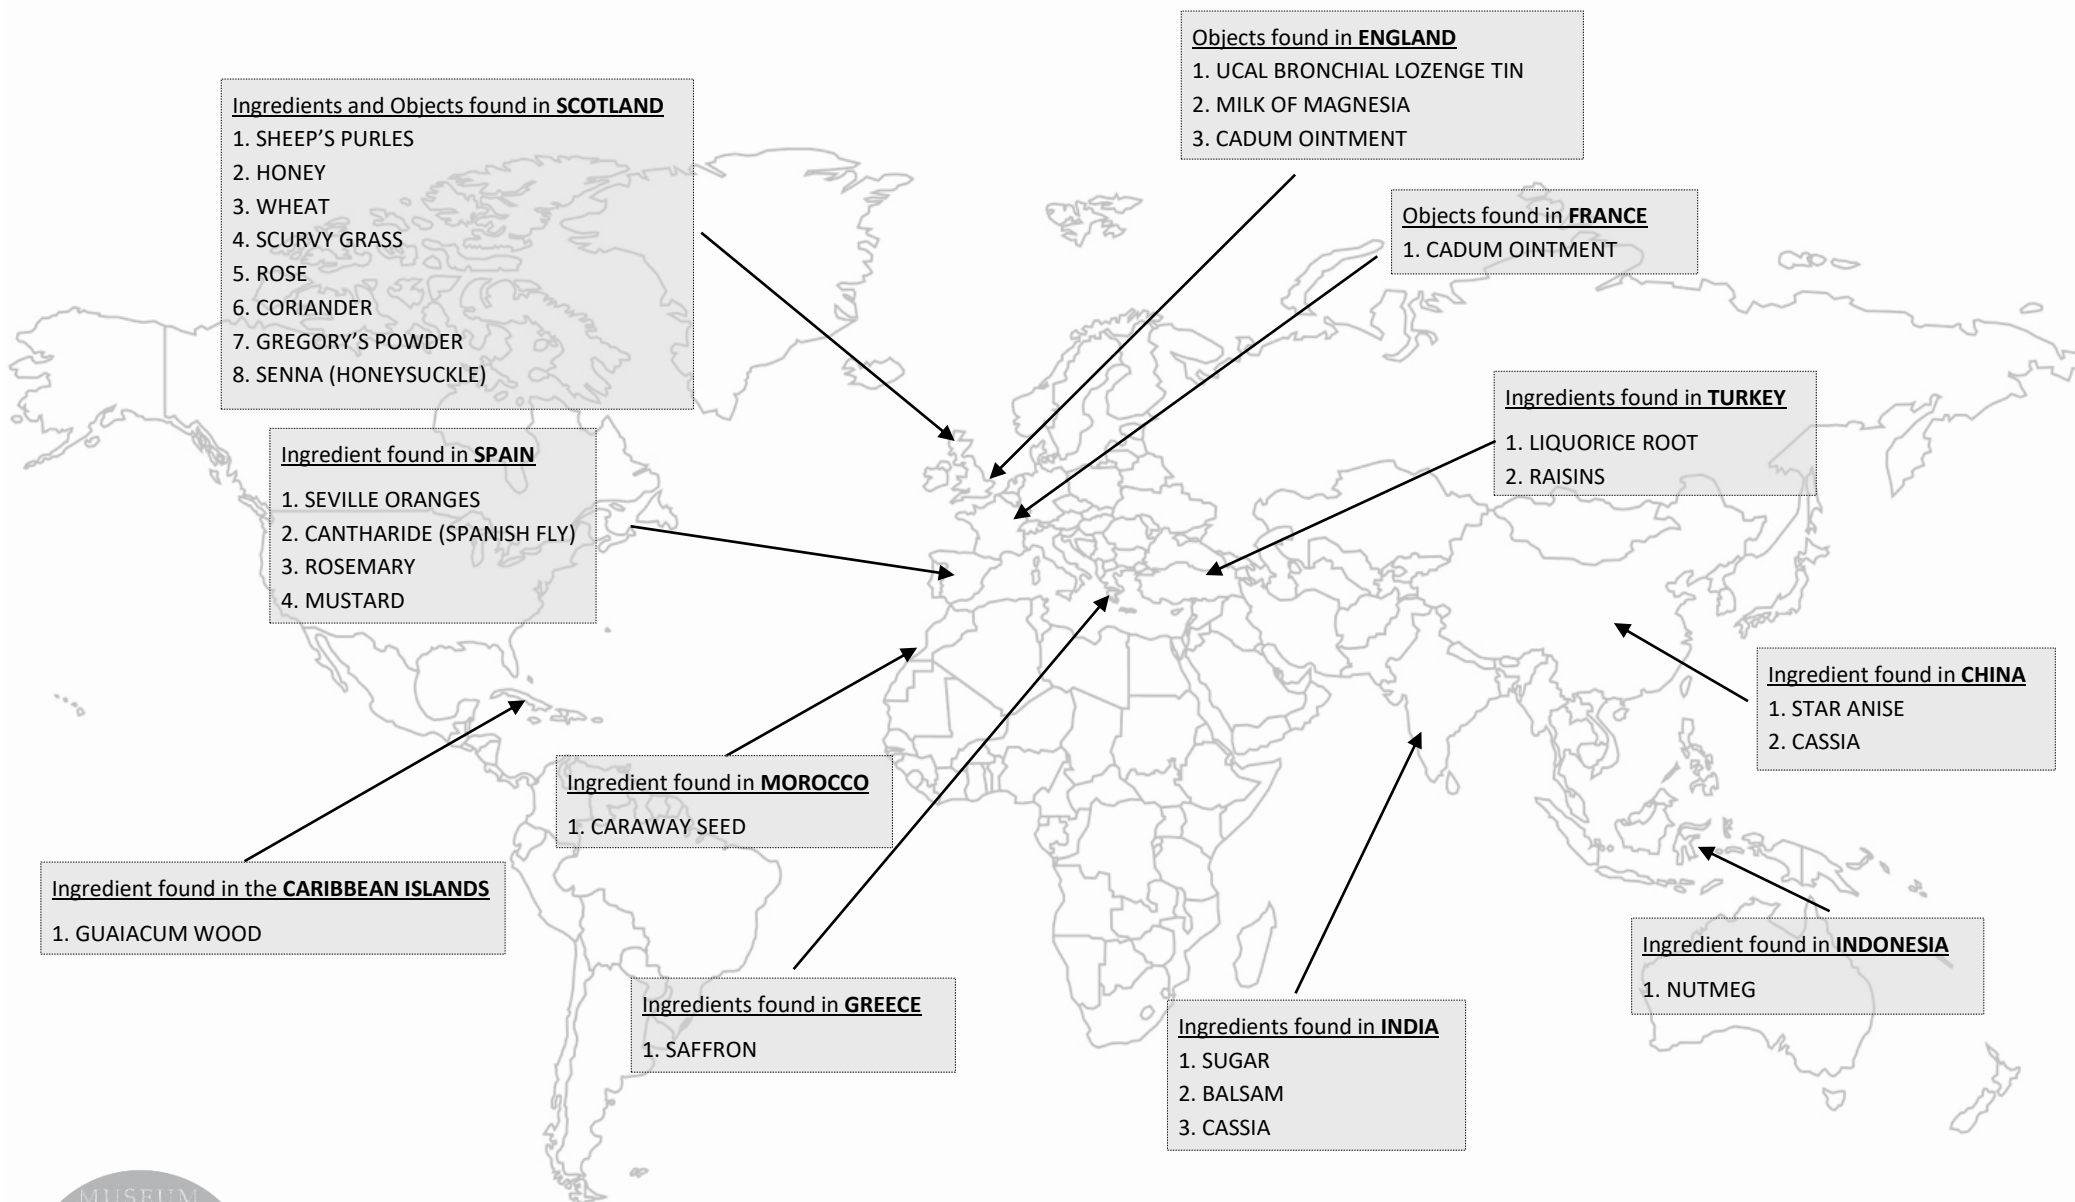 Objects found in ENGLAND
1. UCAL BRONCHIAL LOZENGE TIN
2. MILK OF MAGNESIA
3. CADUM OINTMENT
Ingredients and Objects found in SCOTLAND
1. SHEEP’S PURLES
2. HONEY
3. WHEAT
4. SCURVY GRASS
5. ROSE
6. CORIANDER
7. GREGORY’S POWDER
8. SENNA (HONEYSUCKLE)
Objects found in FRANCE
1. CADUM OINTMENT
Ingredients found in TURKEY
1. LIQUORICE ROOT
2. RAISINS
Ingredient found in SPAIN
1. SEVILLE ORANGES
2. CANTHARIDE (SPANISH FLY)
3. ROSEMARY
4. MUSTARD
Ingredient found in CHINA
1. STAR ANISE
2. CASSIA
Ingredient found in MOROCCO
1. CARAWAY SEED
Ingredient found in the CARIBBEAN ISLANDS
1. GUAIACUM WOOD
Ingredient found in INDONESIA
1. NUTMEG
Ingredients found in GREECE
1. SAFFRON
Ingredients found in INDIA
1. SUGAR
2. BALSAM
3. CASSIA
MUSEUM